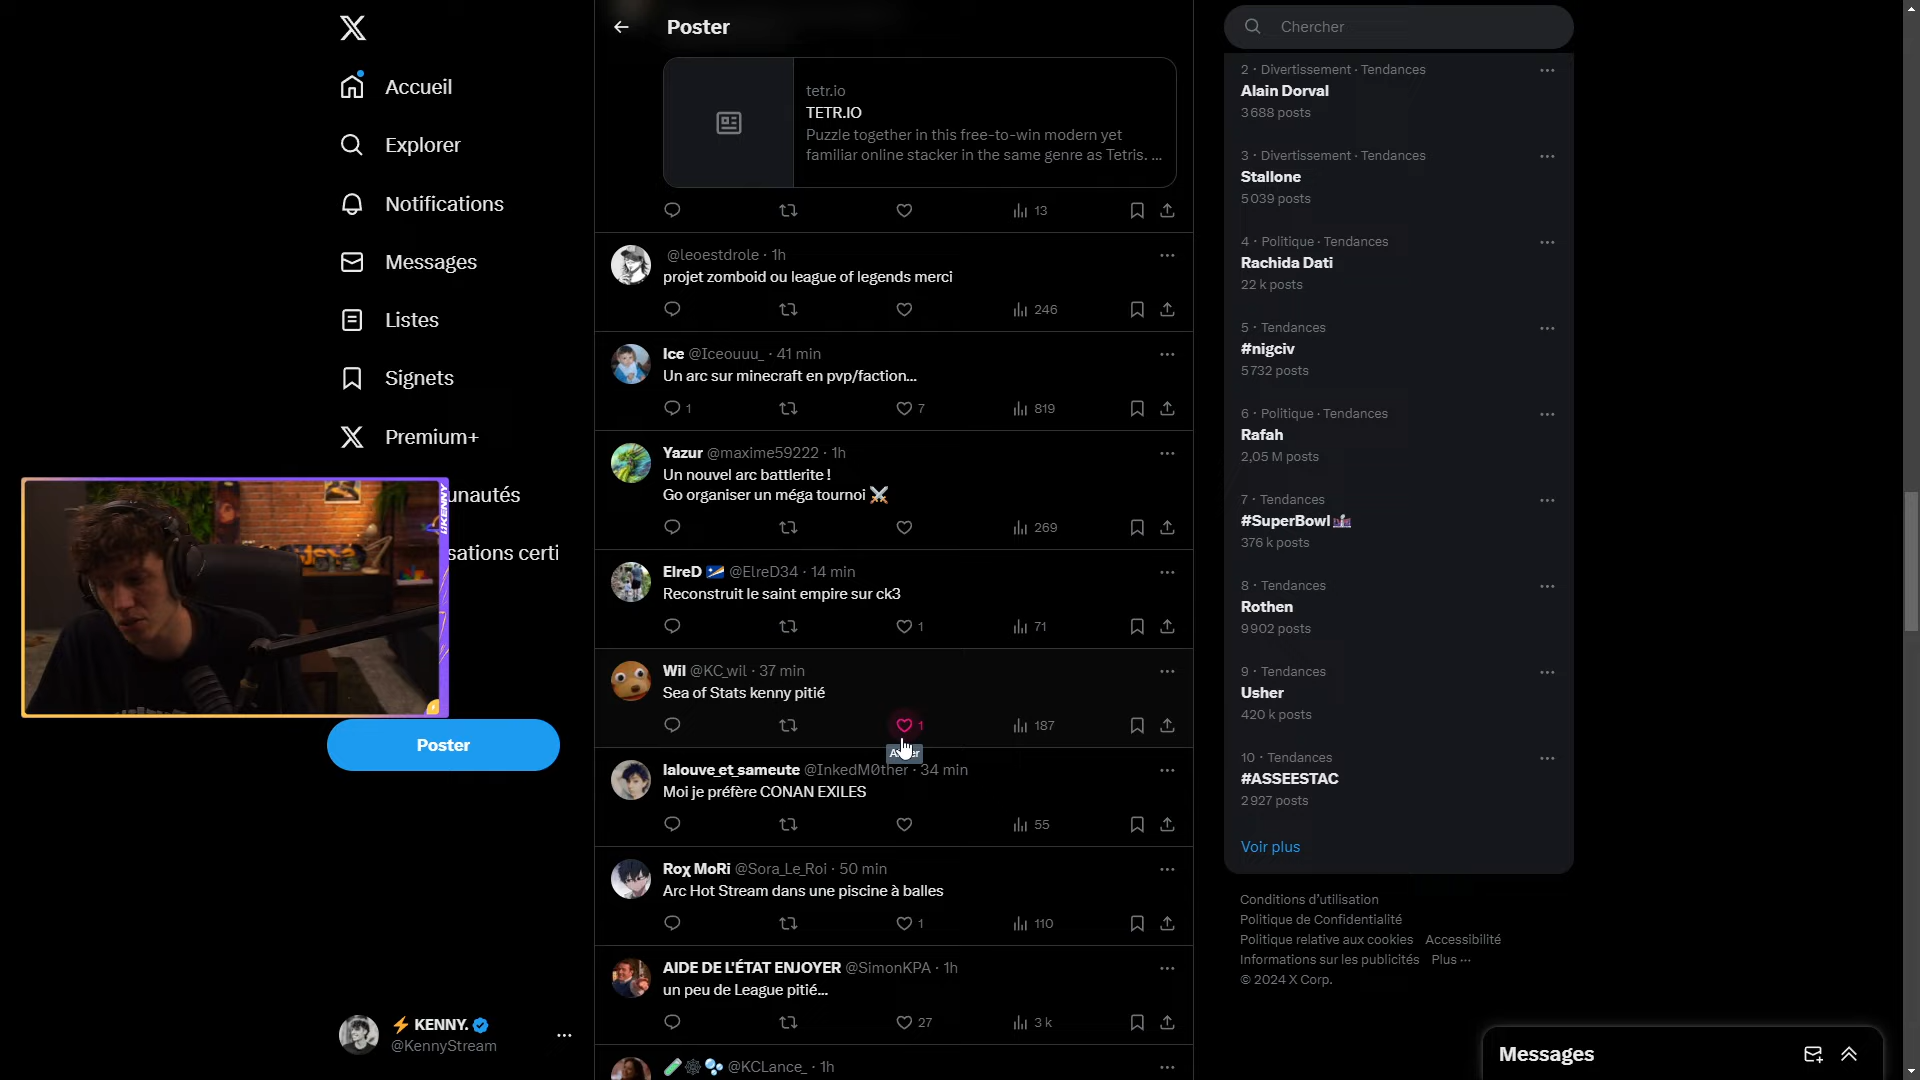 Accueil
Explorer
Notifications
Messages
Listes
Signets
Premium+
unautés
sations certi
KENNY
Poster
⚡ KENNY.
@KennyStream
Poster
tetr.io
TETR.IO
Puzzle together in this free-to-win modern yet
familiar online stacker in the same genre as Tetris. ...
13
@leoestdrole · 1h
projet zomboid ou league of legends merci
246
Ice @Iceouuu_ · 41 min
Un arc sur minecraft en pvp/faction...
1 7 819
Yazur @maxime59222 · 1h
Un nouvel arc battlerite !
Go organiser un méga tournoi ⚔️
269
ElreD 🇲🇭 @ElreD34 · 14 min
Reconstruit le saint empire sur ck3
1 71
Wil @KC_wil · 37 min
Sea of Stats kenny pitié
1 187
lalouve_et_sameute @InkedM0ther · 34 min
Moi je préfère CONAN EXILES
55
Roχ MoRi @Sora_Le_Roi · 50 min
Arc Hot Stream dans une piscine à balles
1 110
AIDE DE L'ÉTAT ENJOYER @SimonKPA · 1h
un peu de League pitié...
27 3 k
🧪🕸️🫧 @KCLance_ · 1h
Chercher
2 · Divertissement · Tendances
Alain Dorval
3 688 posts
3 · Divertissement · Tendances
Stallone
5 039 posts
4 · Politique · Tendances
Rachida Dati
22 k posts
5 · Tendances
#nigciv
5 732 posts
6 · Politique · Tendances
Rafah
2,05 M posts
7 · Tendances
#SuperBowl
376 k posts
8 · Tendances
Rothen
9 902 posts
9 · Tendances
Usher
420 k posts
10 · Tendances
#ASSEESTAC
2 927 posts
Voir plus
Conditions d'utilisation
Politique de Confidentialité
Politique relative aux cookies Accessibilité
Informations sur les publicités Plus ···
© 2024 X Corp.
Messages